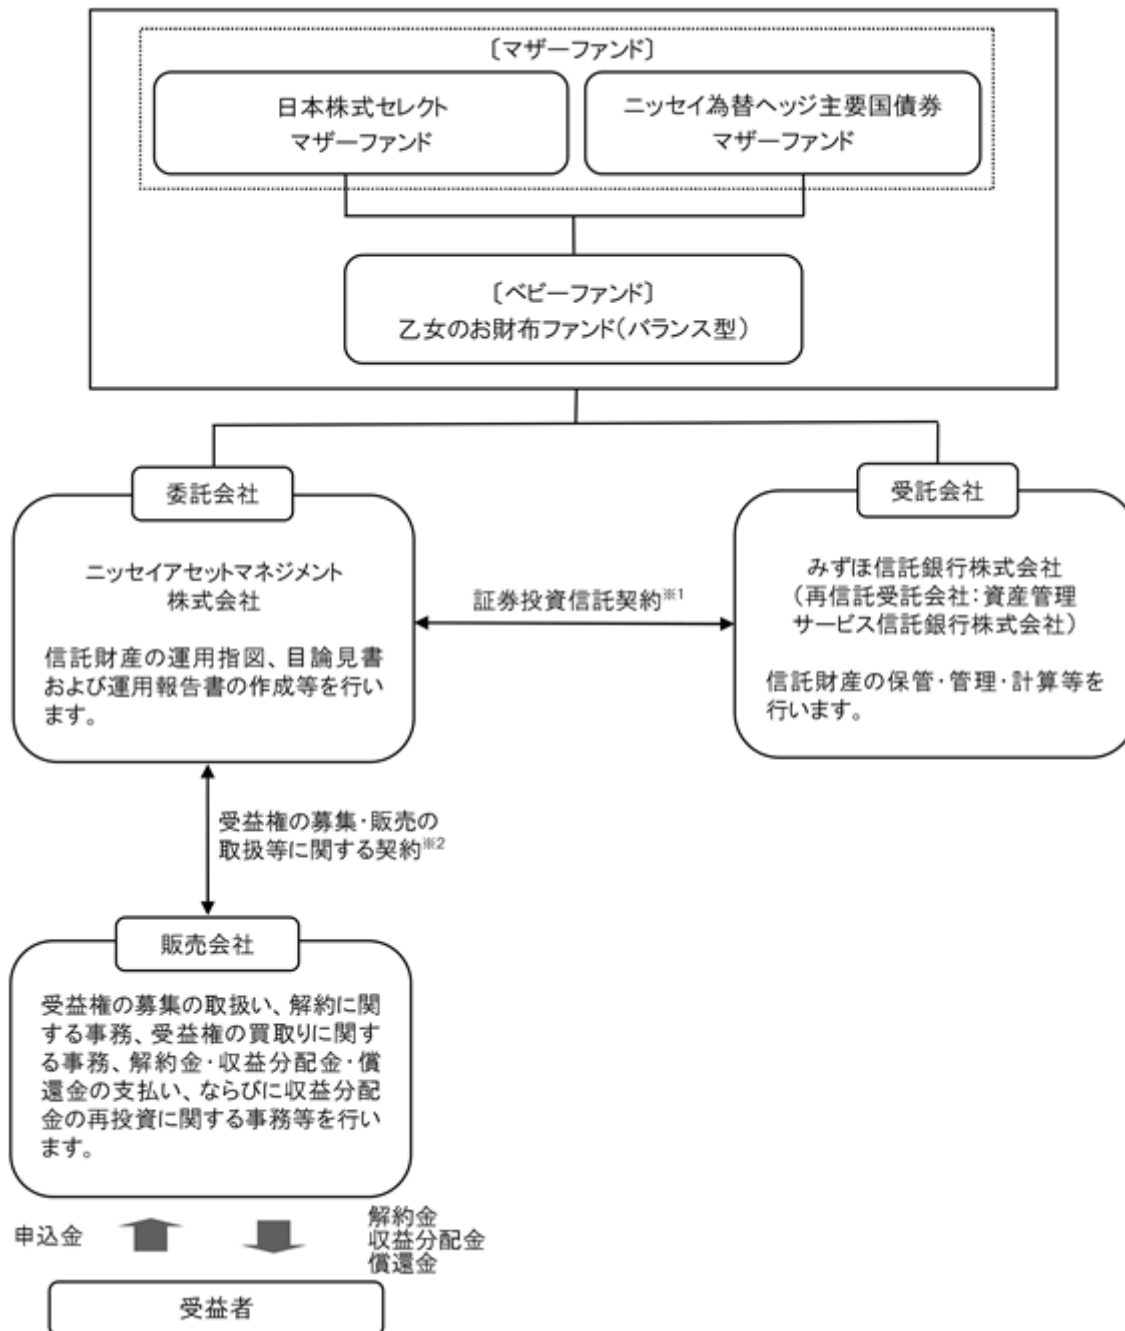 〔マザーファンド〕
日本株式セレクト
マザーファンド
ニッセイ為替ヘッジ主要国債券
マザーファンド
〔ベビーファンド〕
乙女のお財布ファンド(バランス型)
委託会社
ニッセイアセットマネジメント
株式会社
信託財産の運用指図、目論見書
および運用報告書の作成等を行い
ます。
証券投資信託契約※1
受託会社
みずほ信託銀行株式会社
(再信託受託会社:資産管理
サービス信託銀行株式会社)
信託財産の保管・管理・計算等を
行います。
受益権の募集・販売の
取扱等に関する契約※2
販売会社
受益権の募集の取扱い、解約に関
する事務、受益権の買取りに関す
る事務、解約金・収益分配金・償
還金の支払い、ならびに収益分配
金の再投資に関する事務等を行い
ます。
申込金
解約金
収益分配金
償還金
受益者